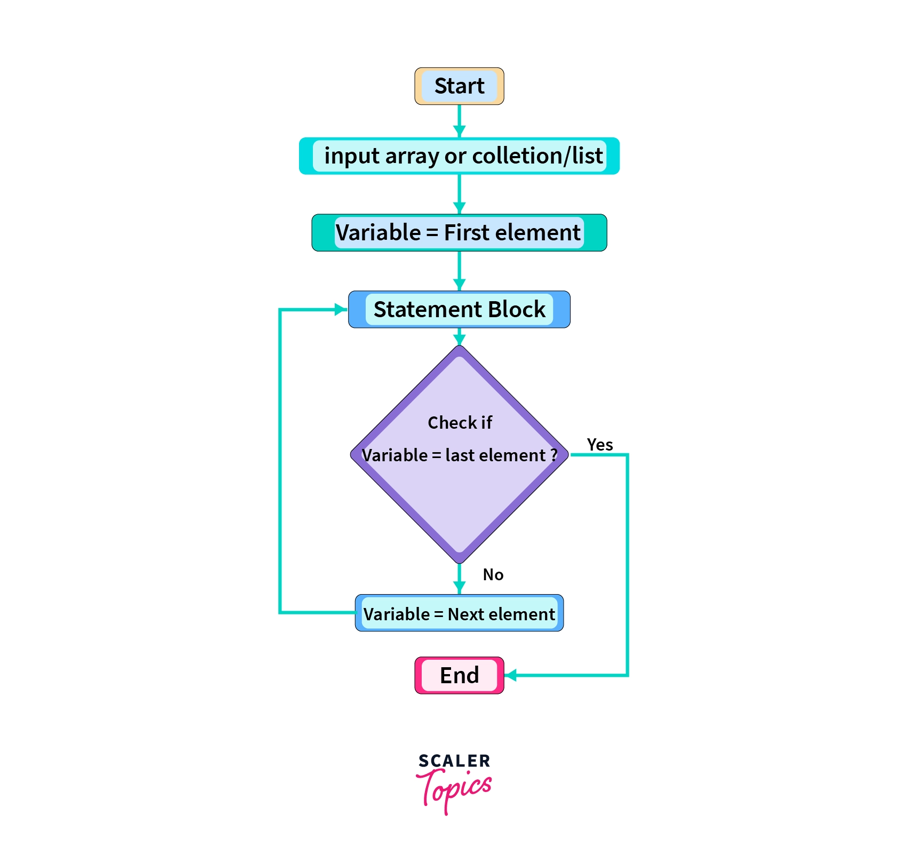 Start
input array or colletion/list
Variable = First element
Statement Block
Check if
Variable = last element ?
Yes
No
Variable = Next element
End
SCALER
Topics